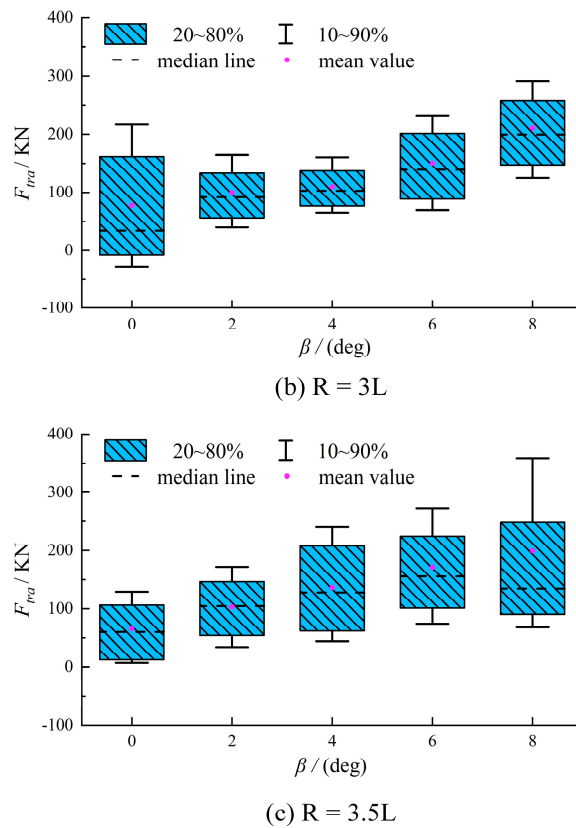 400
20~80% 10~90%
median line mean value
300
200
100
0
-100
F_tra / KN
0 2 4 6 8
β / (deg)
(b) R = 3L
400
20~80% 10~90%
median line mean value
300
200
100
0
-100
F_tra / KN
0 2 4 6 8
β / (deg)
(c) R = 3.5L